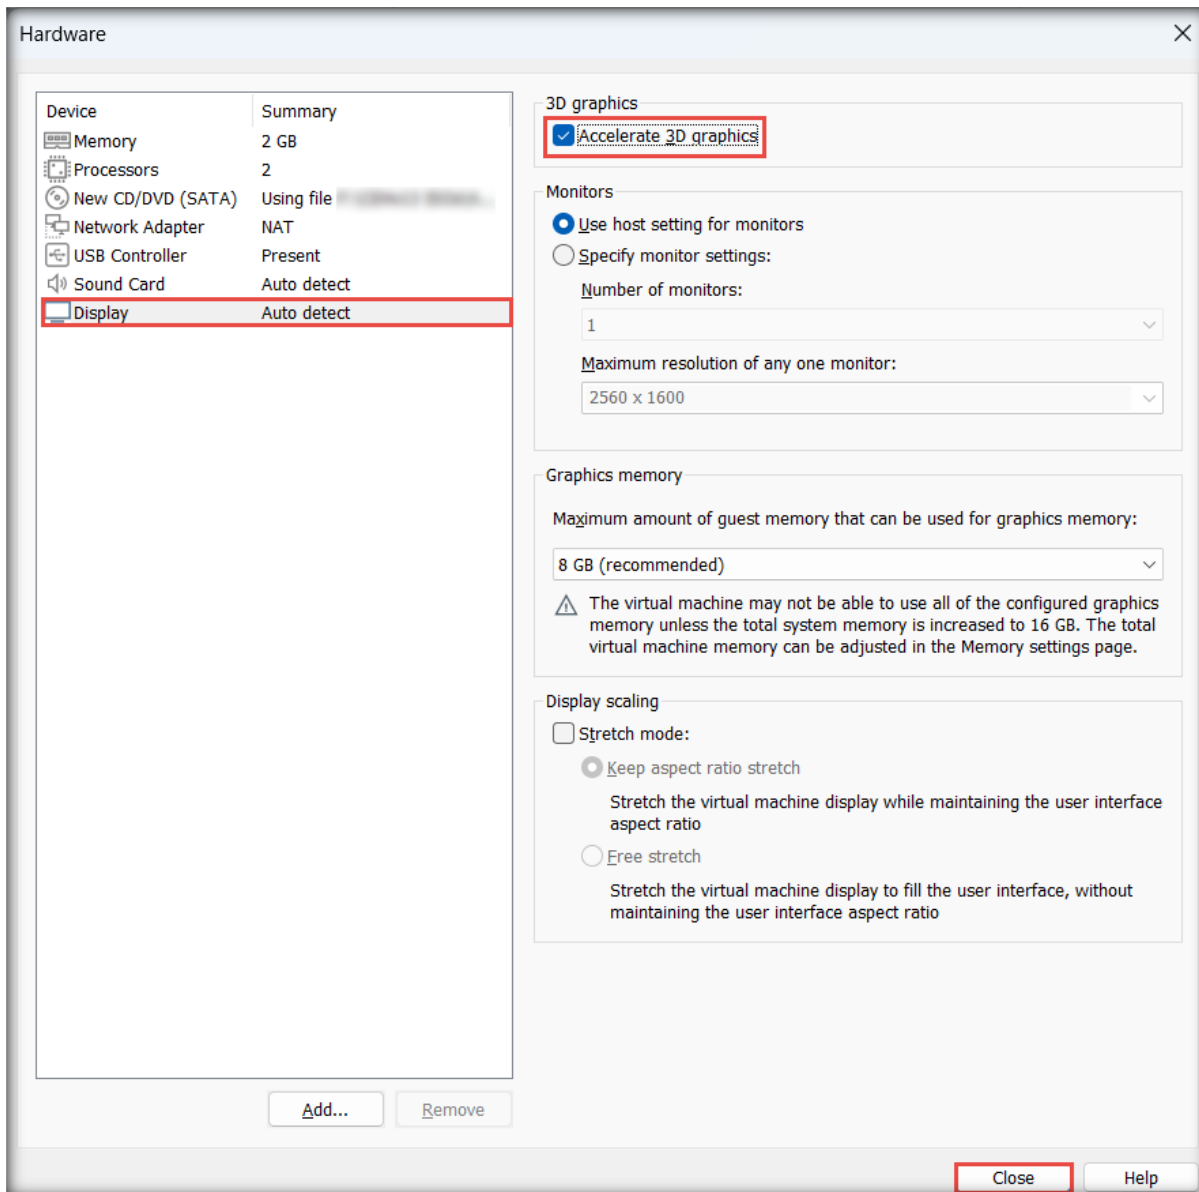 Hardware
Device Summary
Memory 2 GB
Processors 2
New CD/DVD (SATA) Using file
Network Adapter NAT
USB Controller Present
Sound Card Auto detect
Display Auto detect
Add... Remove
3D graphics
Accelerate 3D graphics
Monitors
Use host setting for monitors
Specify monitor settings:
Number of monitors:
1
Maximum resolution of any one monitor:
2560 x 1600
Graphics memory
Maximum amount of guest memory that can be used for graphics memory:
8 GB (recommended)
The virtual machine may not be able to use all of the configured graphics
memory unless the total system memory is increased to 16 GB. The total
virtual machine memory can be adjusted in the Memory settings page.
Display scaling
Stretch mode:
Keep aspect ratio stretch
Stretch the virtual machine display while maintaining the user interface
aspect ratio
Free stretch
Stretch the virtual machine display to fill the user interface, without
maintaining the user interface aspect ratio
Close Help